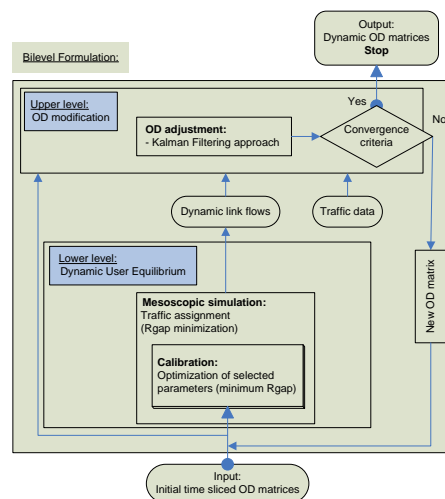 Output:
Dynamic OD matrices
Stop
Bilevel Formulation:
Upper level:
OD modification
Yes
No
OD adjustment:
- Kalman Filtering approach
Convergence
criteria
Dynamic link flows
Traffic data
Lower level:
Dynamic User Equilibrium
New OD matrix
Mesoscopic simulation:
Traffic assignment
(Rgap minimization)
Calibration:
Optimization of selected
parameters (minimum Rgap)
Input:
Initial time sliced OD matrices